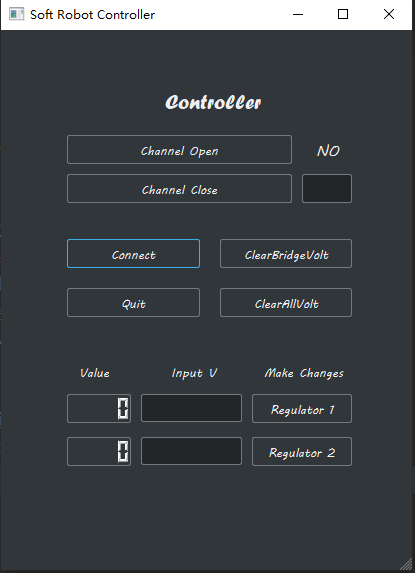 Soft Robot Controller
Controller
Channel Open NO
Channel Close
Connect ClearBridgeVolt
Quit ClearAllVolt
Value Input V Make Changes
0 Regulator 1
0 Regulator 2